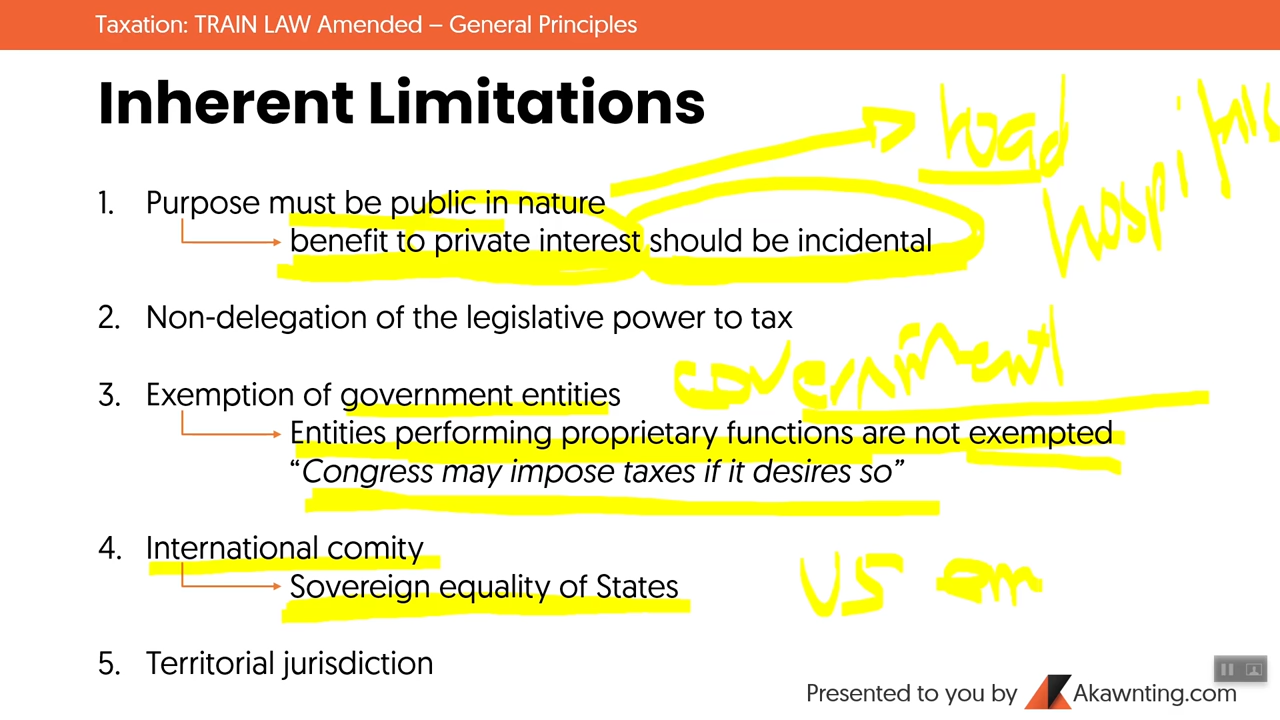 Taxation: TRAIN LAW Amended – General Principles
Inherent Limitations
road
hospitals
1. Purpose must be public in nature
benefit to private interest should be incidental
2. Non-delegation of the legislative power to tax
government
3. Exemption of government entities
Entities performing proprietary functions are not exempted
“Congress may impose taxes if it desires so”
4. International comity
US em
Sovereign equality of States
5. Territorial jurisdiction
Presented to you by Akawnting.com